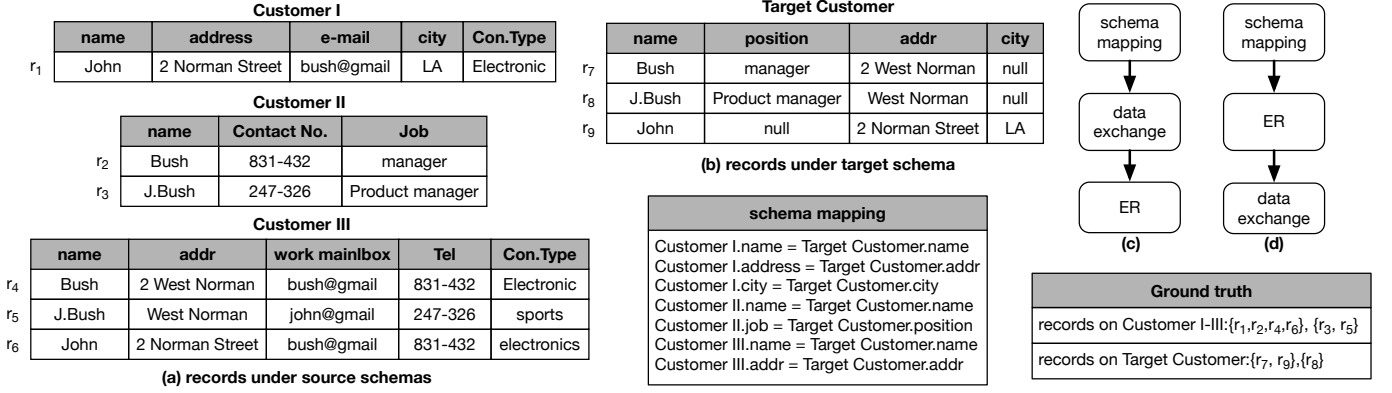 Customer I
name address e-mail city Con.Type
r1 John 2 Norman Street bush@gmail LA Electronic
Customer II
name Contact No. Job
r2 Bush 831-432 manager
r3 J.Bush 247-326 Product manager
Customer III
name addr work mainlbox Tel Con.Type
r4 Bush 2 West Norman bush@gmail 831-432 Electronic
r5 J.Bush West Norman john@gmail 247-326 sports
r6 John 2 Norman Street bush@gmail 831-432 electronics
(a) records under source schemas
Target Customer
name position addr city
r7 Bush manager 2 West Norman null
r8 J.Bush Product manager West Norman null
r9 John null 2 Norman Street LA
(b) records under target schema
schema mapping
Customer I.name = Target Customer.name
Customer I.address = Target Customer.addr
Customer I.city = Target Customer.city
Customer II.name = Target Customer.name
Customer II.job = Target Customer.position
Customer III.name = Target Customer.name
Customer III.addr = Target Customer.addr
schema
mapping
data
exchange
ER
(c)
schema
mapping
ER
data
exchange
(d)
Ground truth
records on Customer I-III:{r1,r2,r4,r6}, {r3, r5}
records on Target Customer:{r7, r9},{r8}